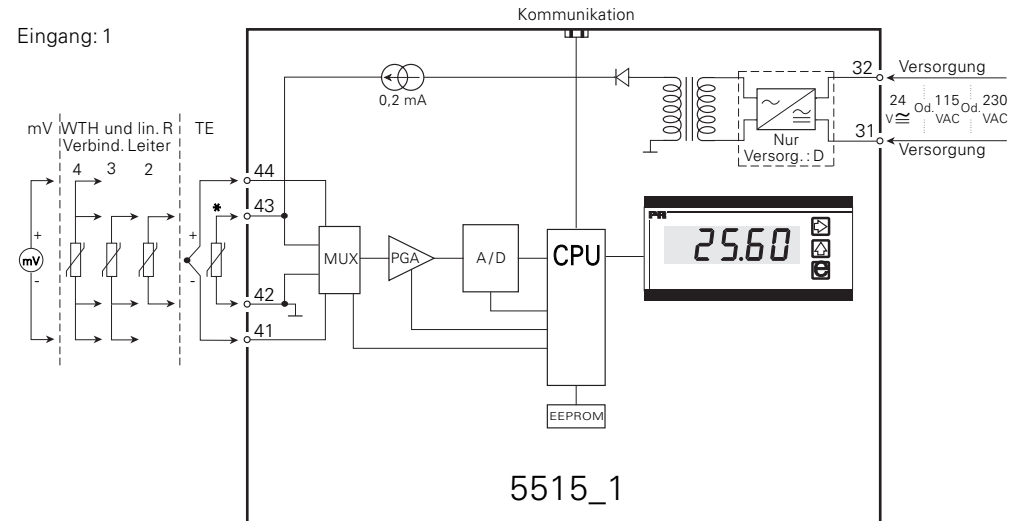 Kommunikation
Eingang: 1
32
Versorgung
0,2 mA
24 V≅ Od. 115 VAC Od. 230 VAC
31
Versorgung
Nur
Versorg.: D
mV
WTH und lin. R
Verbind. Leiter
TE
4 3 2
44
*
43
PR
25.60
e
+
mV
-
+
-
MUX
PGA
A/D
CPU
42
41
EEPROM
5515_1